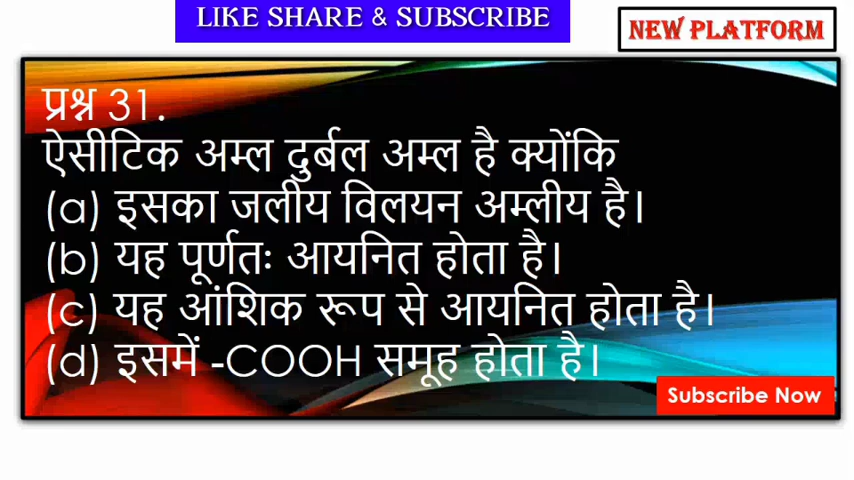 LIKE SHARE & SUBSCRIBE
NEW PLATFORM
प्रश्न 31.
ऐसीटिक अम्ल दुर्बल अम्ल है क्योंकि
(a) इसका जलीय विलयन अम्लीय है।
(b) यह पूर्णतः आयनित होता है।
(c) यह आंशिक रूप से आयनित होता है।
(d) इसमें -COOH समूह होता है।
Subscribe Now